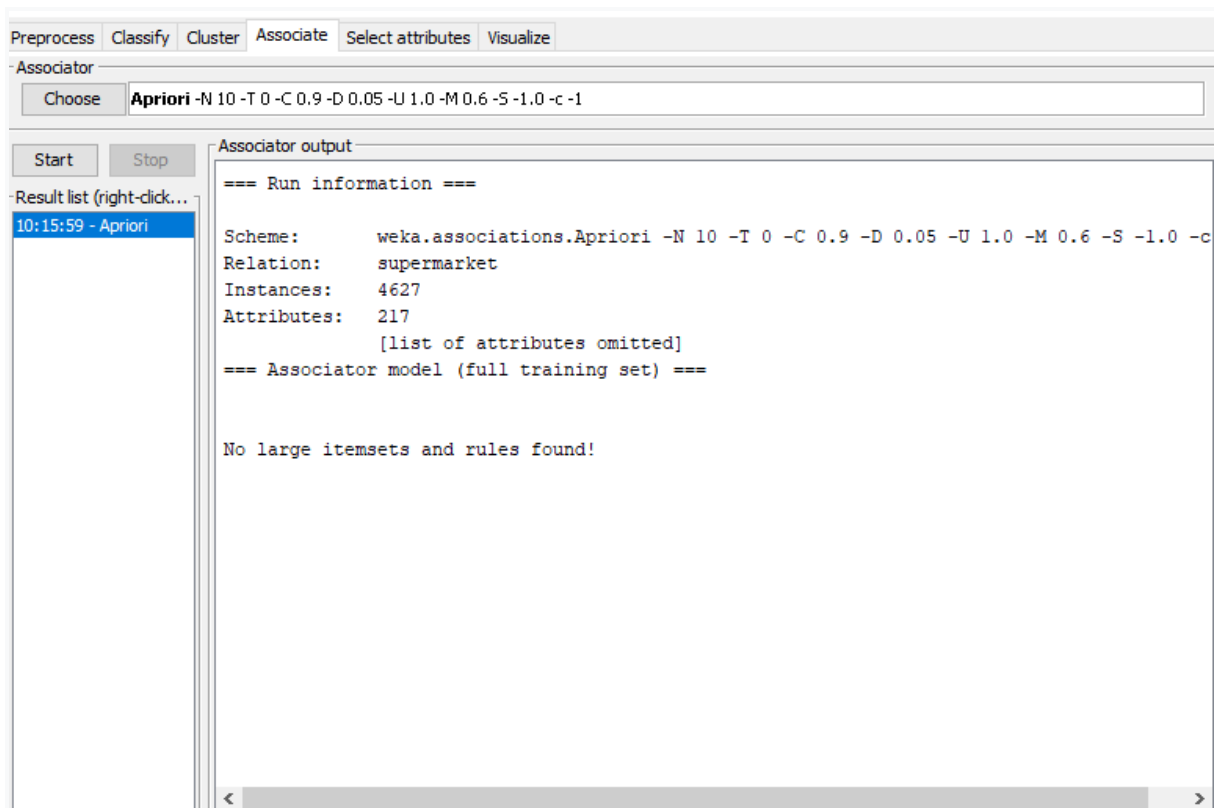 Preprocess Classify Cluster Associate Select attributes Visualize
Associator
Choose Apriori -N 10 -T 0 -C 0.9 -D 0.05 -U 1.0 -M 0.6 -S -1.0 -c -1
Start Stop
Result list (right-click...
10:15:59 - Apriori
Associator output
=== Run information ===
Scheme: weka.associations.Apriori -N 10 -T 0 -C 0.9 -D 0.05 -U 1.0 -M 0.6 -S -1.0 -c
Relation: supermarket
Instances: 4627
Attributes: 217
[list of attributes omitted]
=== Associator model (full training set) ===
No large itemsets and rules found!